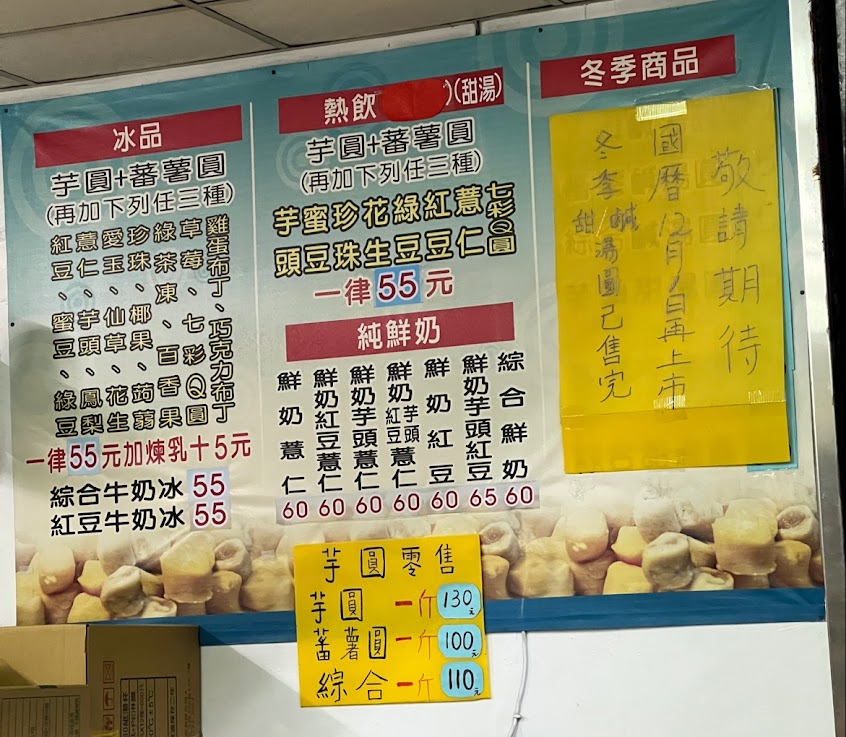 冰品
芋圓+蕃薯圓
(再加下列任三種)
雞蛋布丁、巧克力布丁
草莓、七彩Q圓
綠茶凍、百香果
珍珠、椰果、蒟蒻
愛玉、仙草、花生
薏仁、芋頭、鳳梨
紅豆、蜜豆、綠豆
一律55元加煉乳十5元
綜合牛奶冰 55
紅豆牛奶冰 55
熱飲 )(甜湯)
芋圓+蕃薯圓
(再加下列任三種)
七彩Q圓
薏仁
紅豆
綠豆
花生
珍珠
蜜豆
芋頭
一律55元
純鮮奶
綜合鮮奶
鮮奶芋頭紅豆
鮮奶紅豆
鮮奶芋頭紅豆薏仁
鮮奶芋頭薏仁
鮮奶紅豆薏仁
鮮奶薏仁
60 60 60 60 60 65 60
冬季商品
敬請期待
國曆12月1日再上市
冬季鹹甜湯圓已售完
芋圓零售
芋圓 一斤 130元
蕃薯圓 一斤 100元
綜合 一斤 110元